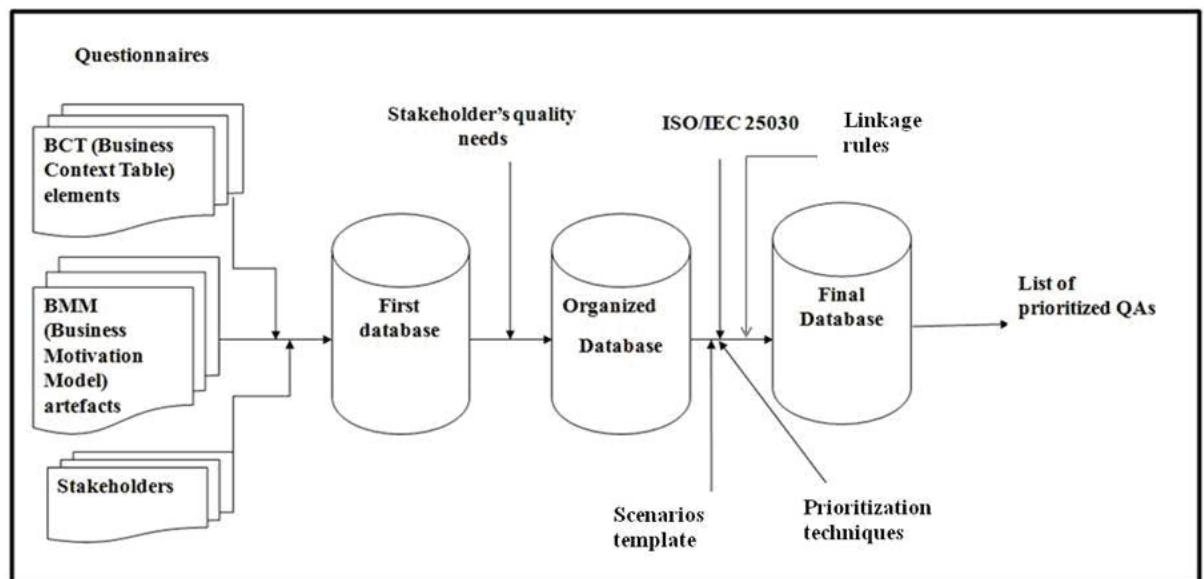 Questionnaires
BCT (Business
Context Table)
elements
BMM
(Business
Motivation
Model)
artefacts
Stakeholders
First
database
Stakeholder's quality
needs
Organized
Database
ISO/IEC 25030
Linkage
rules
Scenarios
template
Prioritization
techniques
Final
Database
List of
prioritized QAs